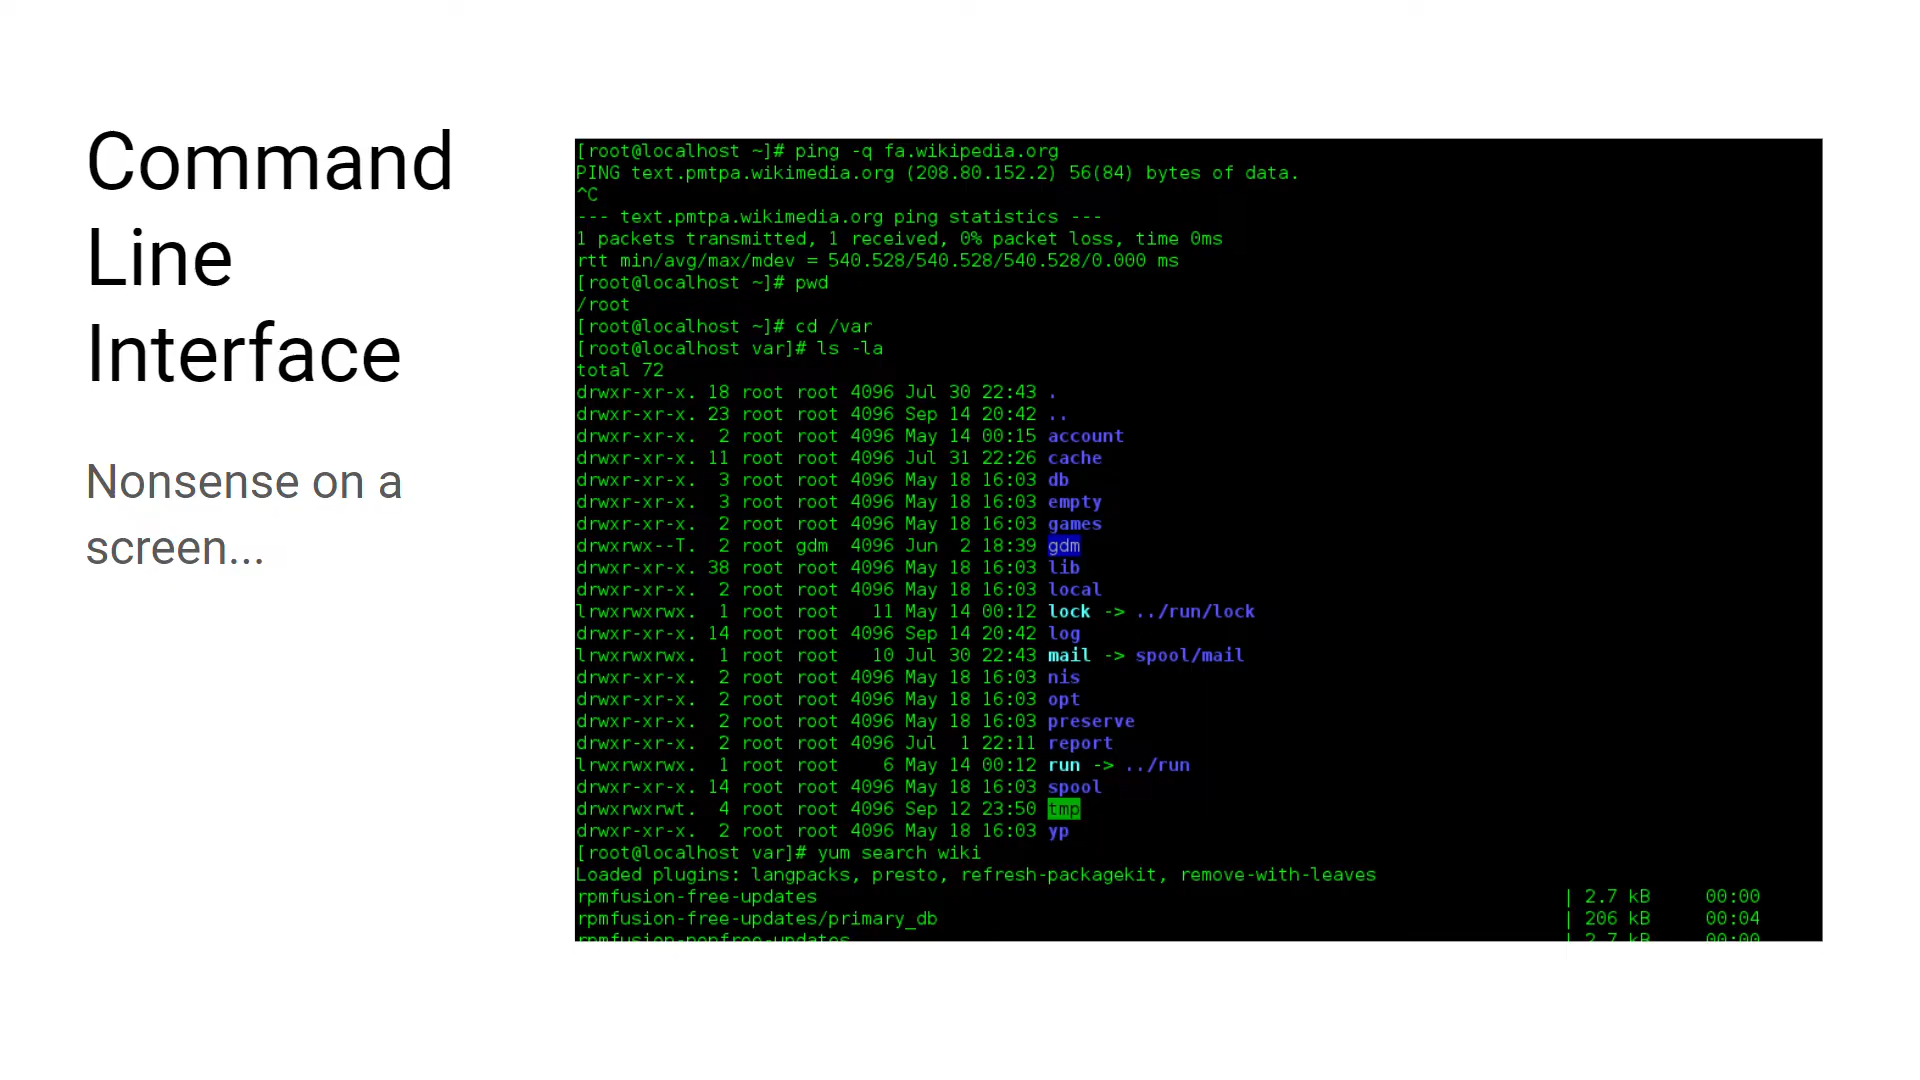 Command
Line
Interface
Nonsense on a
screen...
[root@localhost ~]# ping -q fa.wikipedia.org
PING text.pmtpa.wikimedia.org (208.80.152.2) 56(84) bytes of data.
^C
--- text.pmtpa.wikimedia.org ping statistics ---
1 packets transmitted, 1 received, 0% packet loss, time 0ms
rtt min/avg/max/mdev = 540.528/540.528/540.528/0.000 ms
[root@localhost ~]# pwd
/root
[root@localhost ~]# cd /var
[root@localhost var]# ls -la
total 72
drwxr-xr-x. 18 root root 4096 Jul 30 22:43 .
drwxr-xr-x. 23 root root 4096 Sep 14 20:42 ..
drwxr-xr-x.  2 root root 4096 May 14 00:15 account
drwxr-xr-x. 11 root root 4096 Jul 31 22:26 cache
drwxr-xr-x.  3 root root 4096 May 18 16:03 db
drwxr-xr-x.  3 root root 4096 May 18 16:03 empty
drwxr-xr-x.  2 root root 4096 May 18 16:03 games
drwxrwx--T.  2 root gdm  4096 Jun  2 18:39 gdm
drwxr-xr-x. 38 root root 4096 May 18 16:03 lib
drwxr-xr-x.  2 root root 4096 May 18 16:03 local
lrwxrwxrwx.  1 root root   11 May 14 00:12 lock -> ../run/lock
drwxr-xr-x. 14 root root 4096 Sep 14 20:42 log
lrwxrwxrwx.  1 root root   10 Jul 30 22:43 mail -> spool/mail
drwxr-xr-x.  2 root root 4096 May 18 16:03 nis
drwxr-xr-x.  2 root root 4096 May 18 16:03 opt
drwxr-xr-x.  2 root root 4096 May 18 16:03 preserve
drwxr-xr-x.  2 root root 4096 Jul  1 22:11 report
lrwxrwxrwx.  1 root root    6 May 14 00:12 run -> ../run
drwxr-xr-x. 14 root root 4096 May 18 16:03 spool
drwxrwxrwt.  4 root root 4096 Sep 12 23:50 tmp
drwxr-xr-x.  2 root root 4096 May 18 16:03 yp
[root@localhost var]# yum search wiki
Loaded plugins: langpacks, presto, refresh-packagekit, remove-with-leaves
rpmfusion-free-updates | 2.7 kB 00:00
rpmfusion-free-updates/primary_db | 206 kB 00:04
rpmfusion-nonfree-updates | 2.7 kB 00:00